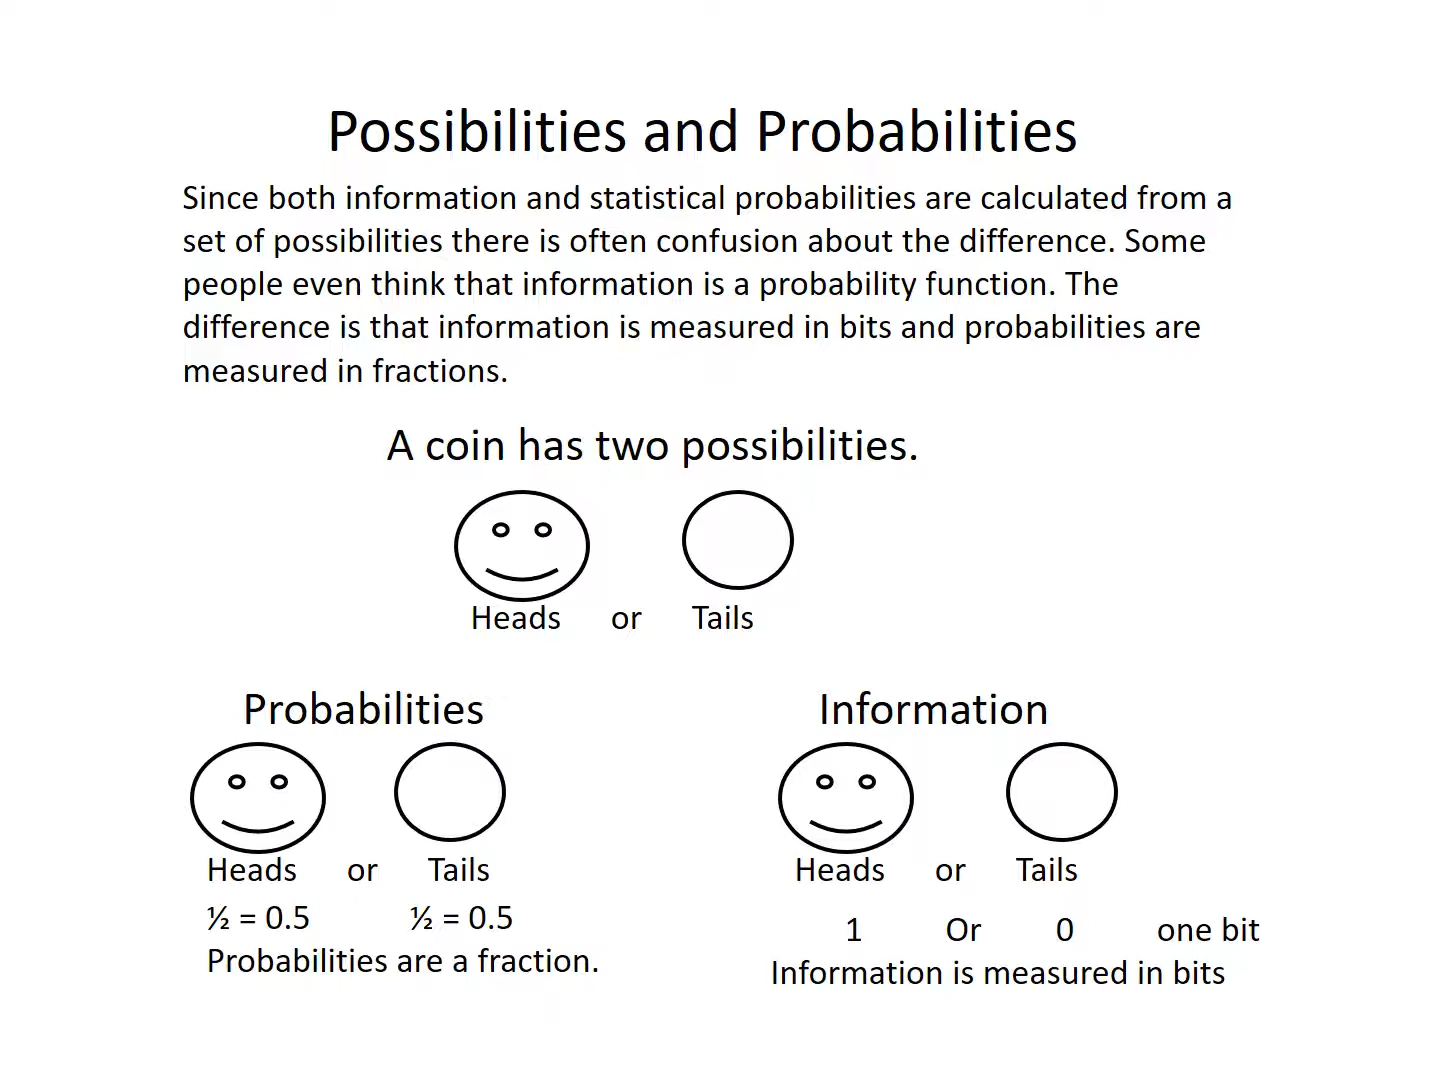 Possibilities and Probabilities
Since both information and statistical probabilities are calculated from a
set of possibilities there is often confusion about the difference. Some
people even think that information is a probability function. The
difference is that information is measured in bits and probabilities are
measured in fractions.
A coin has two possibilities.
Heads or Tails
Probabilities
Heads or Tails
½ = 0.5 ½ = 0.5
Probabilities are a fraction.
Information
Heads or Tails
1 Or 0 one bit
Information is measured in bits